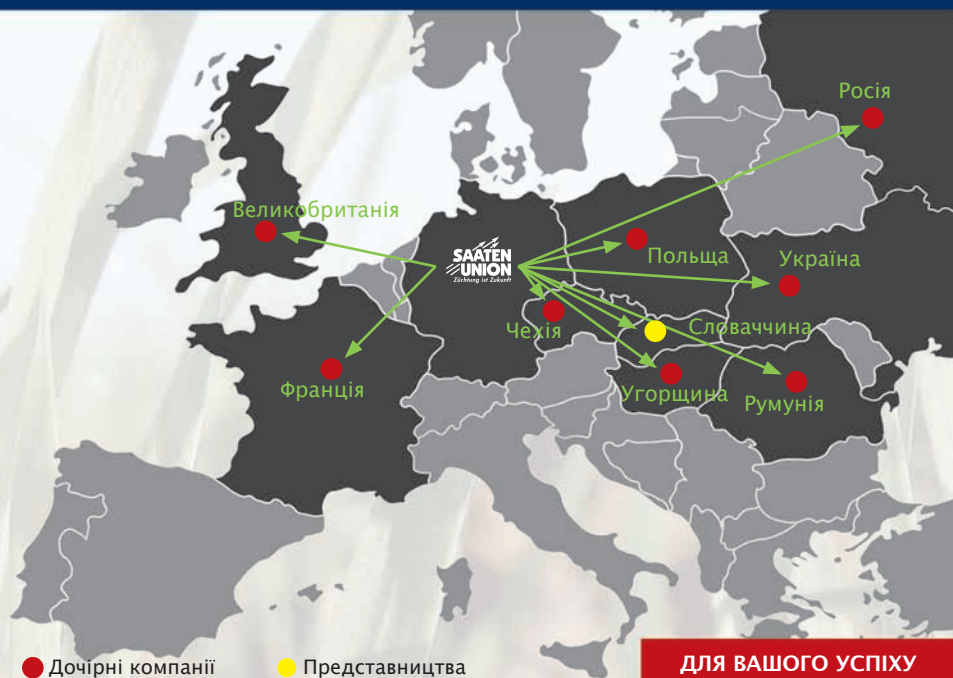 Росія
Великобританія
SAATEN
UNION
Züchtung ist Zukunft
Польща
Україна
Чехія
Словаччина
Франція
Угорщина
Румунія
Дочірні компанії
Представництва
ДЛЯ ВАШОГО УСПІХУ